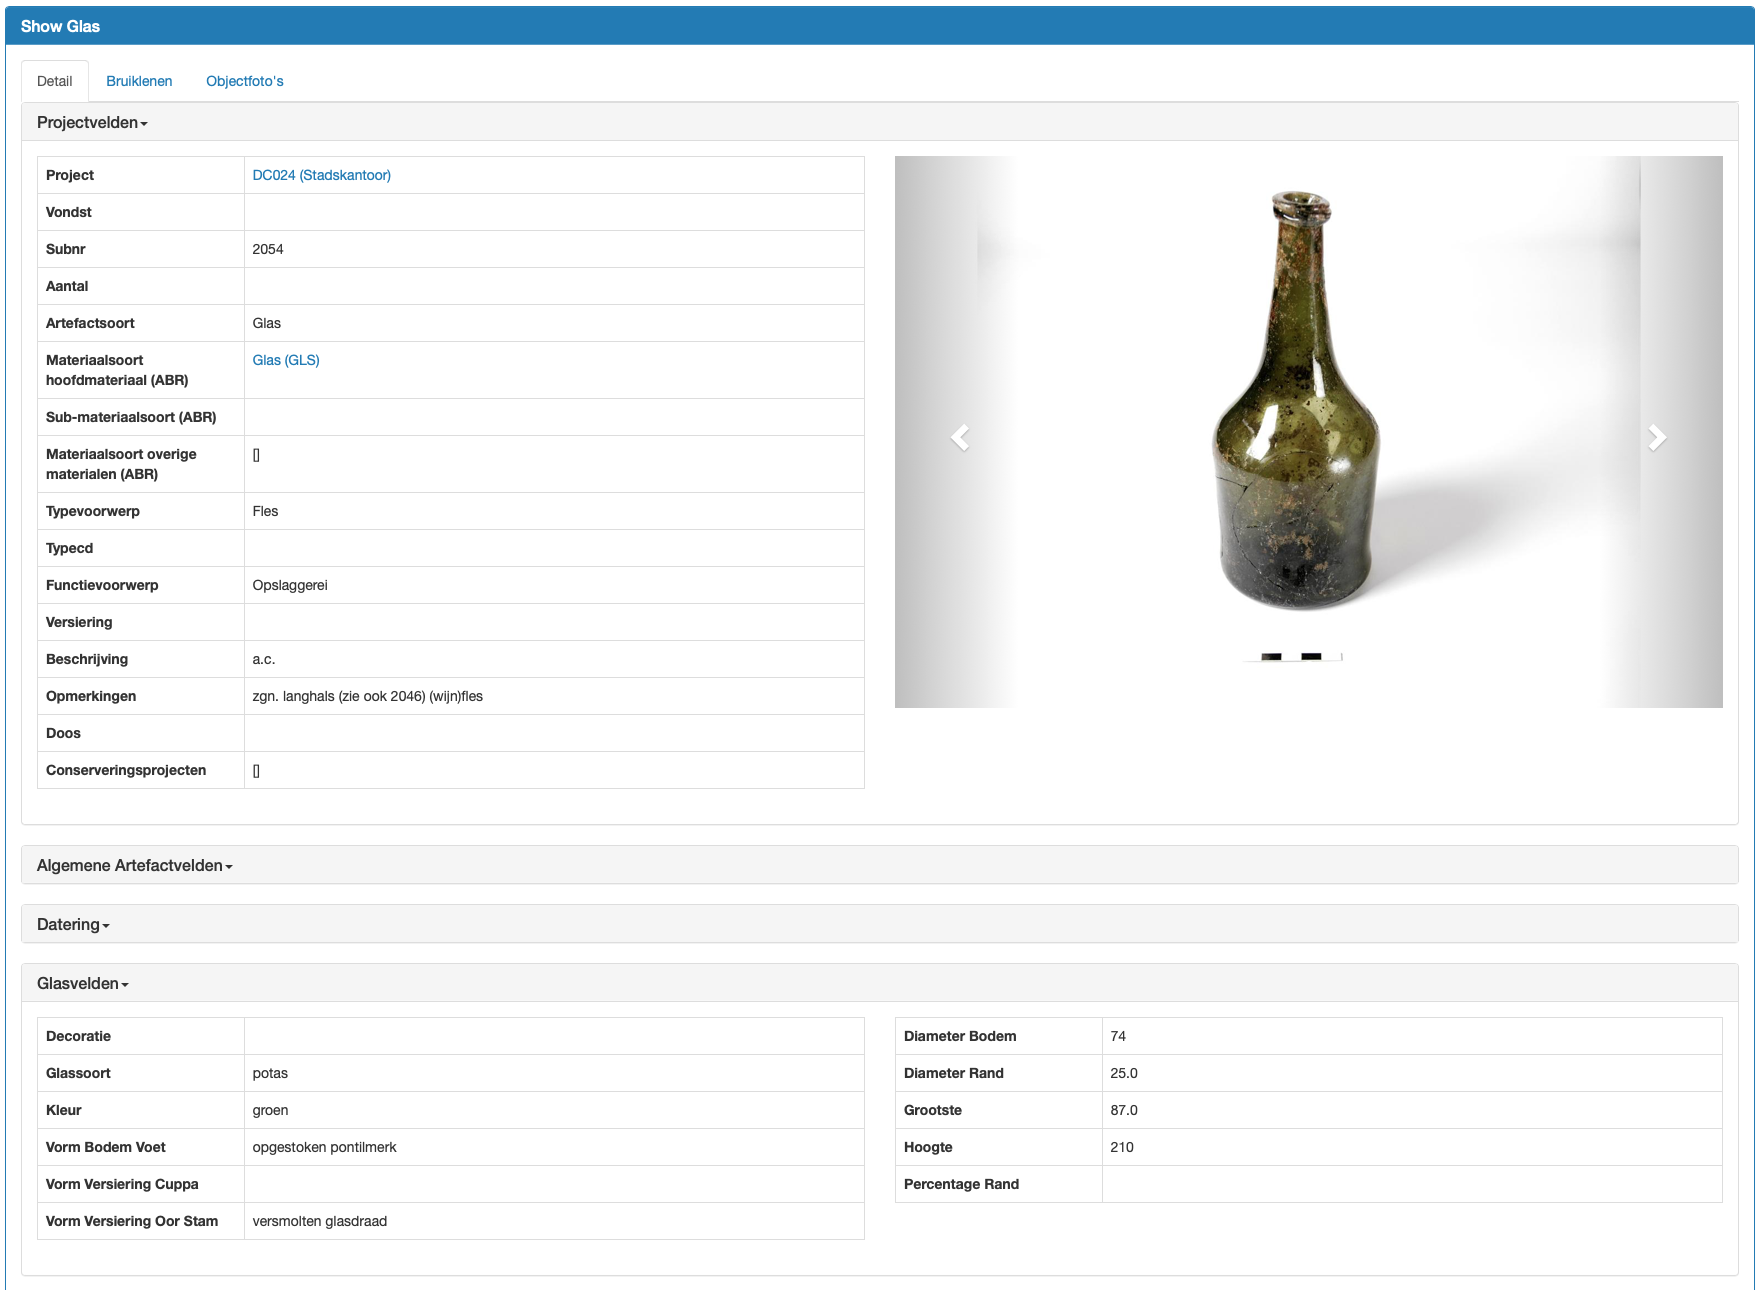 Show Glas
Detail Bruiklenen Objectfoto's
Projectvelden
Project DC024 (Stadskantoor)
Vondst
Subnr 2054
Aantal
Artefactsoort Glas
Materiaalsoort Glas (GLS)
hoofdmateriaal (ABR)
Sub-materiaalsoort (ABR)
Materiaalsoort overige []
materialen (ABR)
Typevoorwerp Fles
Typecd
Functievoorwerp Opslaggerei
Versiering
Beschrijving a.c.
Opmerkingen zgn. langhals (zie ook 2046) (wijn)fles
Doos
Conserveringsprojecten []
Algemene Artefactvelden
Datering
Glasvelden
Decoratie
Glassoort potas
Kleur groen
Vorm Bodem Voet opgestoken pontilmerk
Vorm Versiering Cuppa
Vorm Versiering Oor Stam versmolten glasdraad
Diameter Bodem 74
Diameter Rand 25.0
Grootste 87.0
Hoogte 210
Percentage Rand